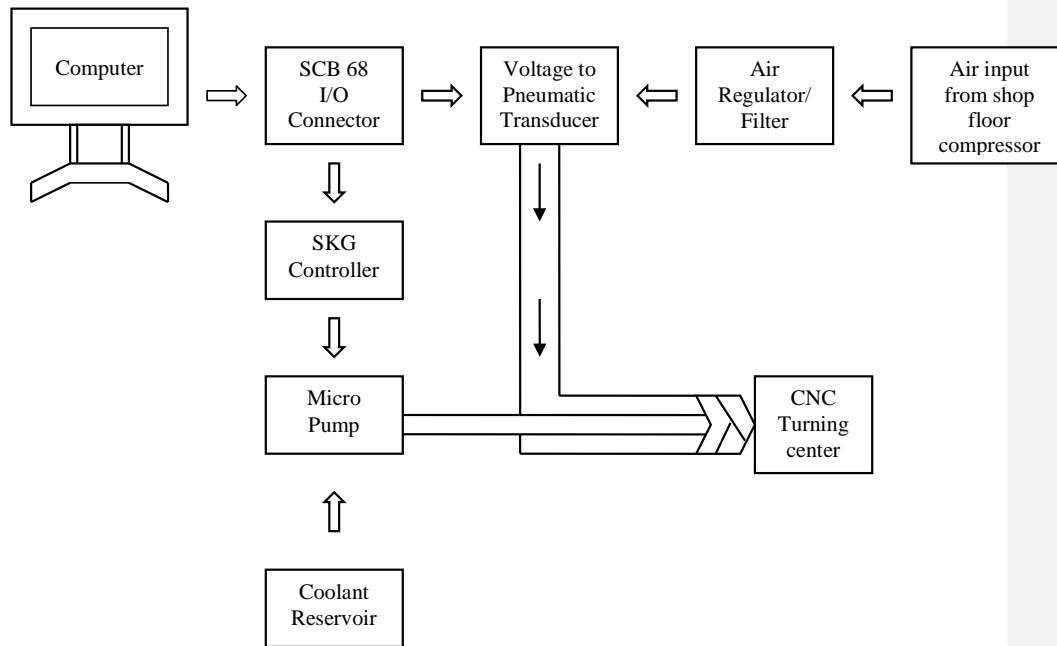 Computer
SCB 68
I/O
Connector
Voltage to
Pneumatic
Transducer
Air
Regulator/
Filter
Air input
from shop
floor
compressor
SKG
Controller
Micro
Pump
CNC
Turning
center
Coolant
Reservoir